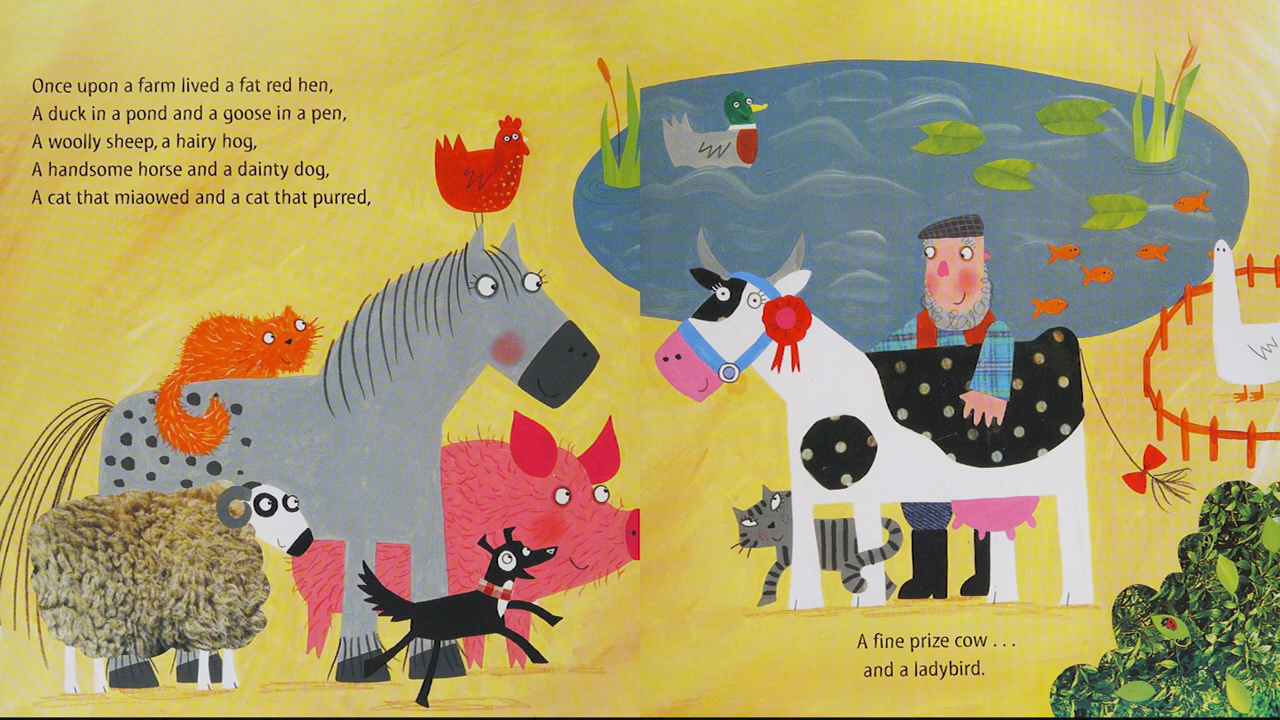 Once upon a farm lived a fat red hen,
A duck in a pond and a goose in a pen,
A woolly sheep, a hairy hog,
A handsome horse and a dainty dog,
A cat that miaowed and a cat that purred,
A fine prize cow . . .
and a ladybird.